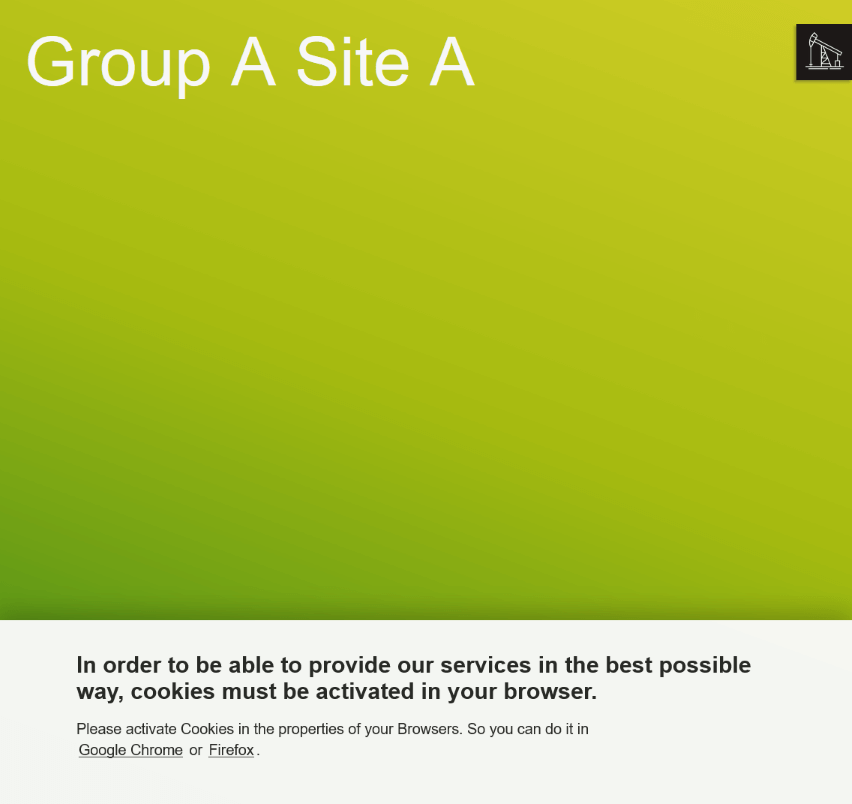 Group A Site A
In order to be able to provide our services in the best possible
way, cookies must be activated in your browser.
Please activate Cookies in the properties of your Browsers. So you can do it in
Google Chrome or Firefox.